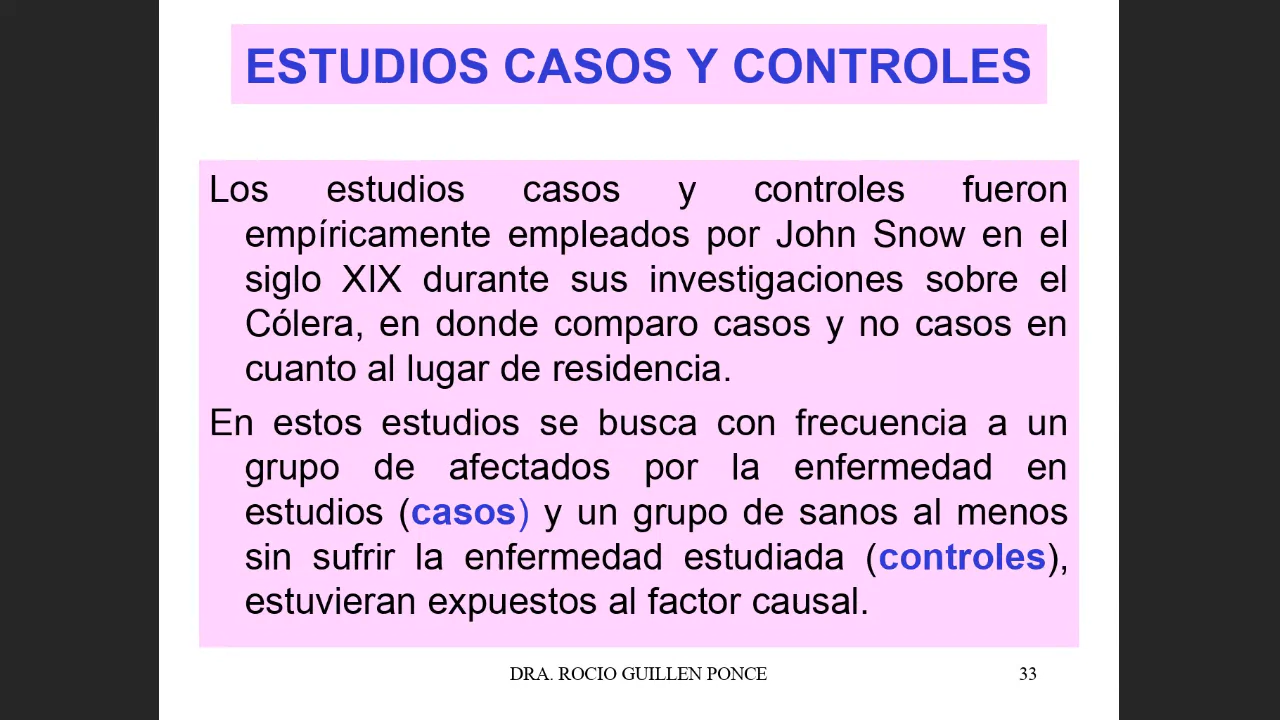 ESTUDIOS CASOS Y CONTROLES
Los estudios casos y controles fueron
empíricamente empleados por John Snow en el
siglo XIX durante sus investigaciones sobre el
Cólera, en donde comparo casos y no casos en
cuanto al lugar de residencia.
En estos estudios se busca con frecuencia a un
grupo de afectados por la enfermedad en
estudios (casos) y un grupo de sanos al menos
sin sufrir la enfermedad estudiada (controles),
estuvieran expuestos al factor causal.
DRA. ROCIO GUILLEN PONCE
33